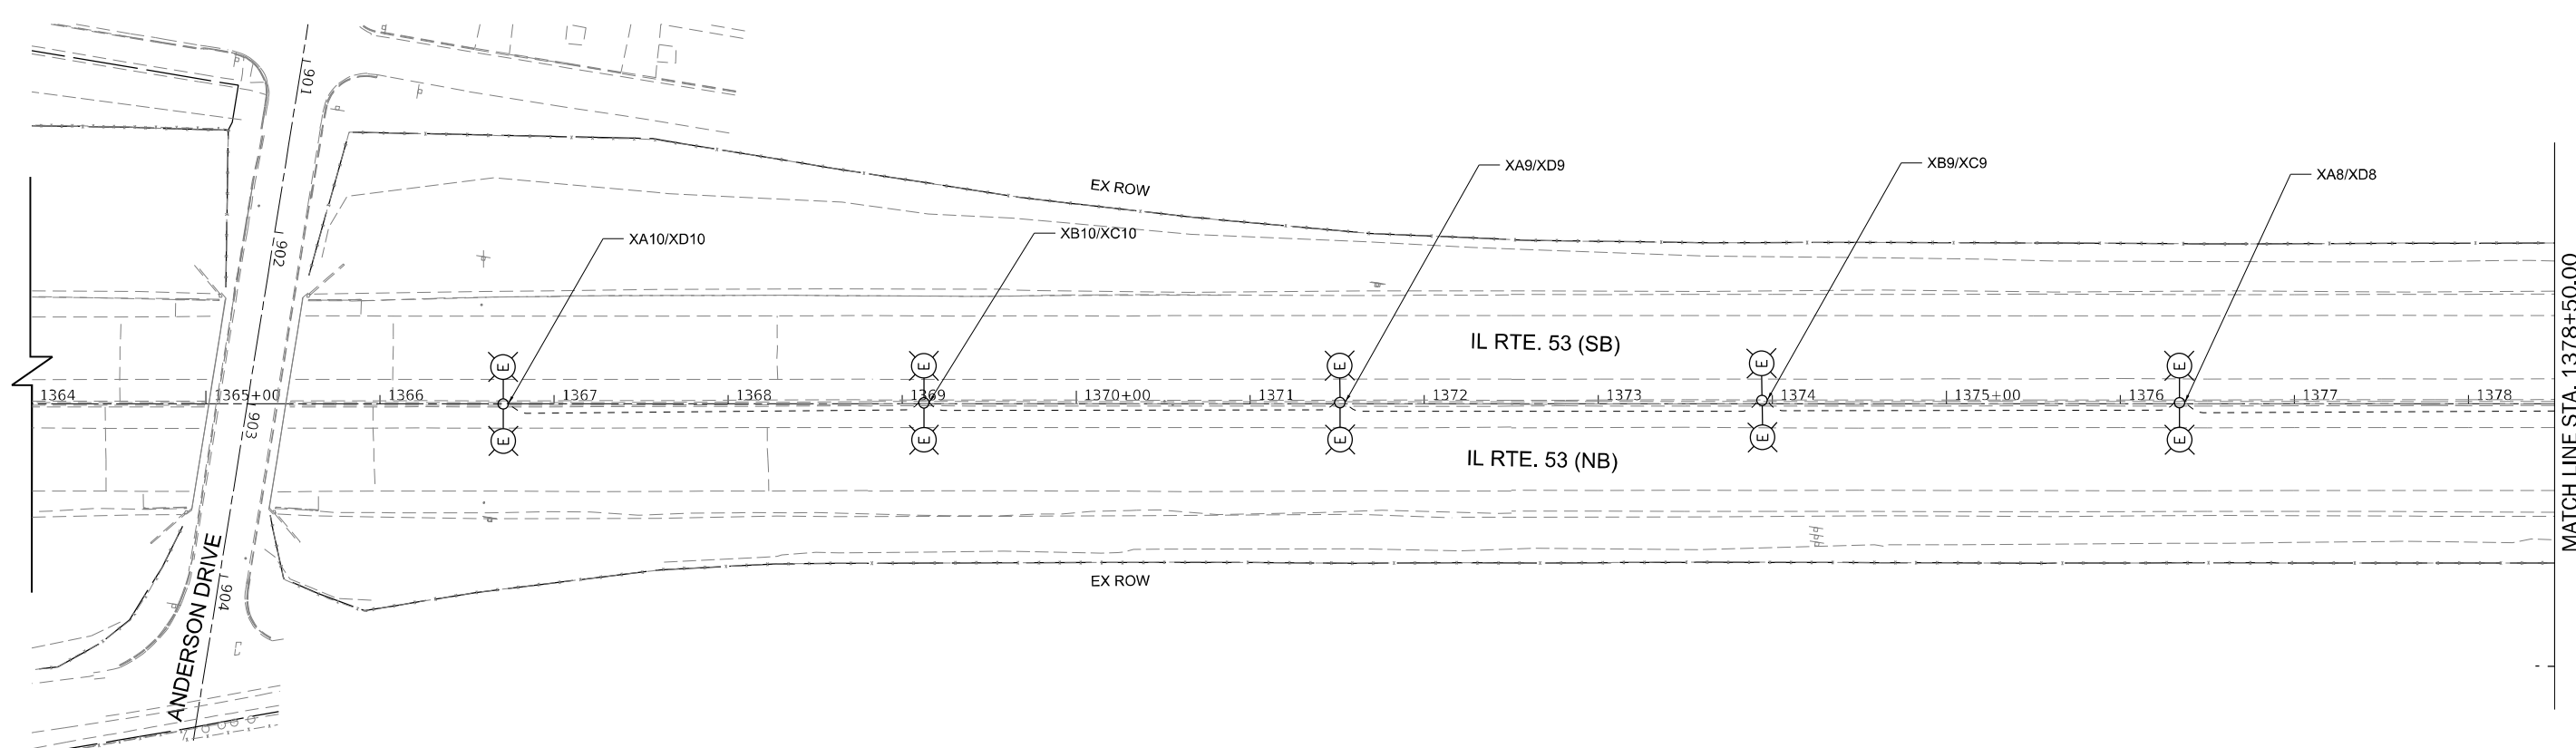 901
902
903
904
ANDERSON DRIVE
EX ROW
XA10/XD10
XB10/XC10
XA9/XD9
XB9/XC9
XA8/XD8
IL RTE. 53 (SB)
E E E E E
1364 1365+00 1366 1367 1368 1369 1370+00 1371 1372 1373 1374 1375+00 1376 1377 1378
E E E E E
IL RTE. 53 (NB)
EX ROW
MATCH LINE STA. 1378+50.00